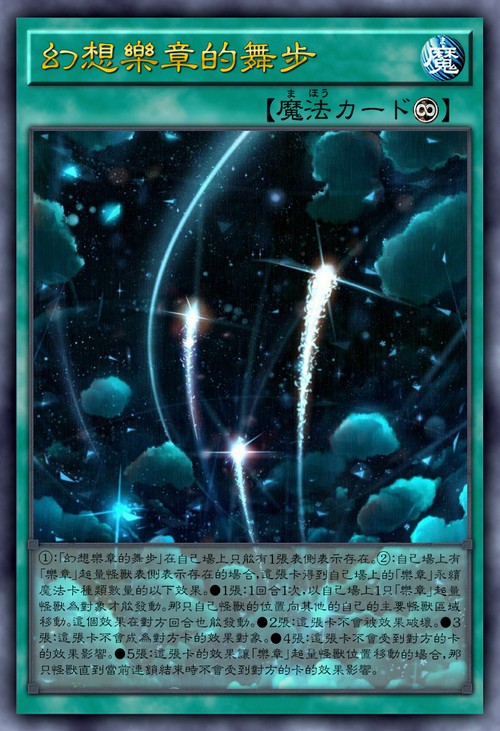 幻想樂章的舞步
魔
まほう
【魔法カード】
①:「幻想樂章的舞步」在自己場上只能有1張表側表示存在。②:自己場上有
「樂章」超量怪獸表側表示存在的場合,這張卡得到自己場上的「樂章」永續
魔法卡種類數量的以下效果。●1張:1回合1次,以自己場上1只「樂章」超量
怪獸為對象才能發動。那只自己怪獸的位置向其他的自己的主要怪獸區域
移動。這個效果在對方回合也能發動。●2張:這張卡不會被效果破壞。●3
張:這張卡不會成為對方卡的效果對象。●4張:這張卡不會受到對方的卡
的效果影響。●5張:這張卡的效果讓「樂章」超量怪獸位置移動的場合,那
只怪獸直到當前連鎖結束時不會受到對方的卡的效果影響。